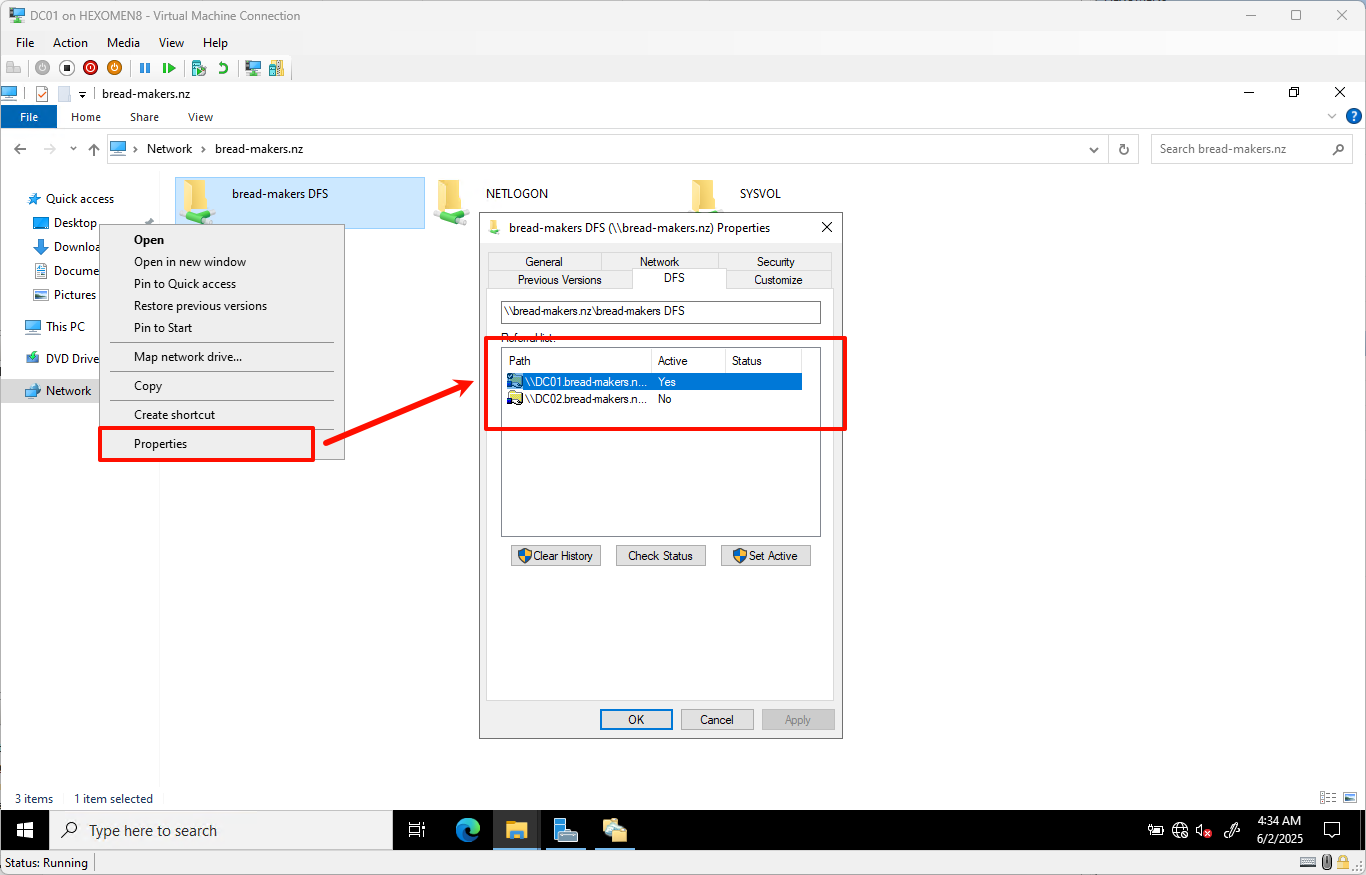 DC01 on HEXOMEN8 - Virtual Machine Connection
File Action Media View Help
bread-makers.nz
File Home Share View
Network bread-makers.nz
Search bread-makers.nz
Quick access
Desktop
Downloa
Docume
Pictures
This PC
DVD Drive
Network
bread-makers DFS
NETLOGON
SYSVOL
Open
Open in new window
Pin to Quick access
Restore previous versions
Pin to Start
Map network drive...
Copy
Create shortcut
Properties
bread-makers DFS (\\bread-makers.nz) Properties
General Network Security
Previous Versions DFS Customize
\\bread-makers.nz\bread-makers DFS
Referral list:
Path Active Status
\\DC01.bread-makers.n... Yes
\\DC02.bread-makers.n... No
Clear History Check Status Set Active
OK Cancel Apply
3 items 1 item selected
Type here to search
4:34 AM
6/2/2025
Status: Running